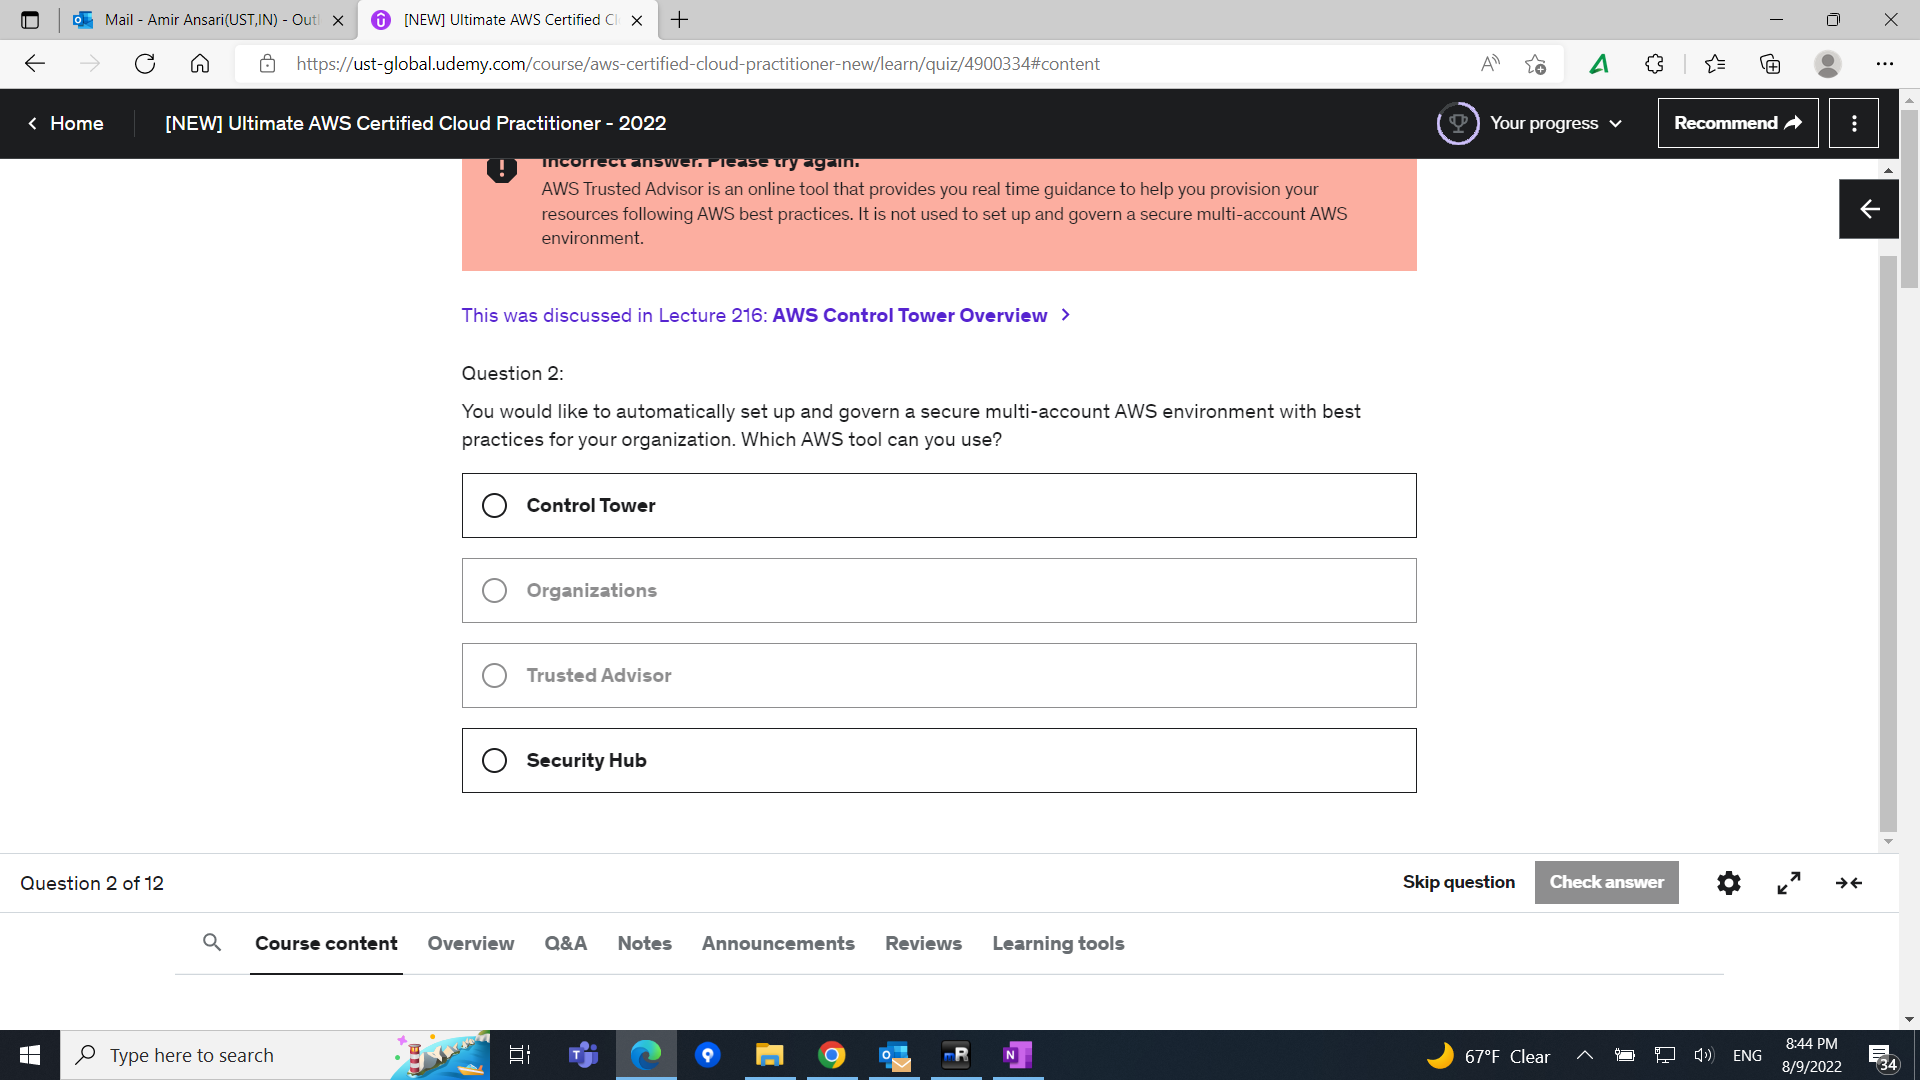 Mail - Amir Ansari(UST,IN) - Out
[NEW] Ultimate AWS Certified Cl
https://ust-global.udemy.com/course/aws-certified-cloud-practitioner-new/learn/quiz/4900334#content
Home
[NEW] Ultimate AWS Certified Cloud Practitioner - 2022
Your progress
Recommend
Incorrect answer. Please try again.
AWS Trusted Advisor is an online tool that provides you real time guidance to help you provision your
resources following AWS best practices. It is not used to set up and govern a secure multi-account AWS
environment.
This was discussed in Lecture 216: AWS Control Tower Overview
Question 2:
You would like to automatically set up and govern a secure multi-account AWS environment with best
practices for your organization. Which AWS tool can you use?
Control Tower
Organizations
Trusted Advisor
Security Hub
Question 2 of 12
Skip question
Check answer
Course content
Overview
Q&A
Notes
Announcements
Reviews
Learning tools
Type here to search
67°F Clear
ENG
8:44 PM
8/9/2022
34